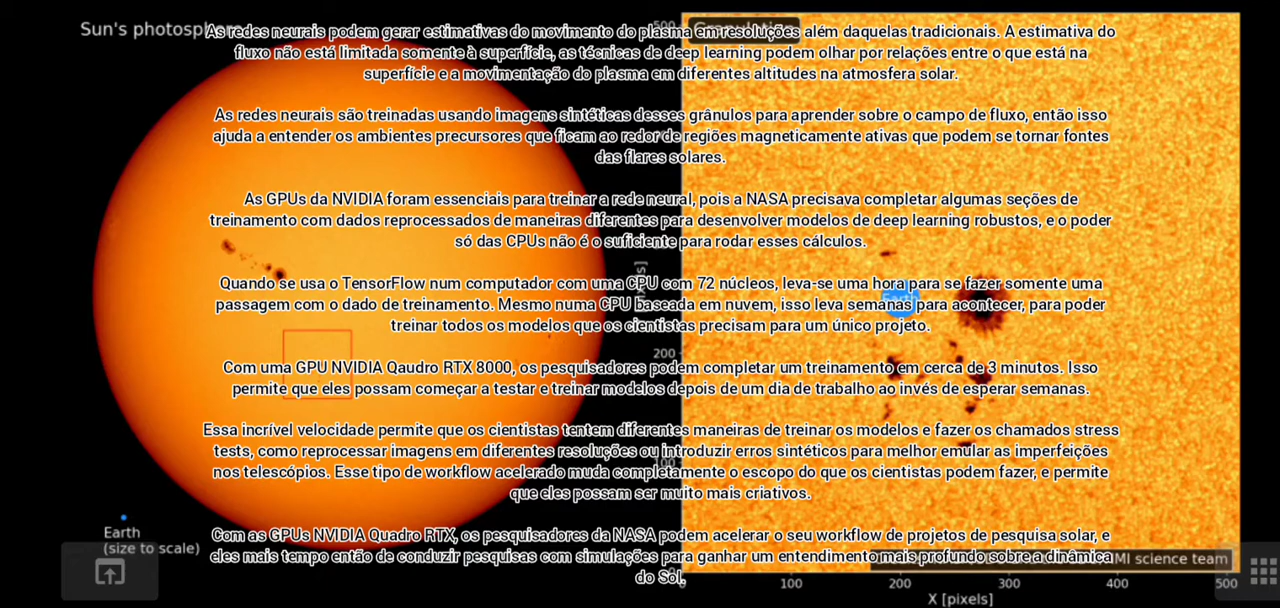 Sun's photosph
Granulation
500
As redes neurais podem gerar estimativas do movimento do plasma em resoluções além daquelas tradicionais. A estimativa do
fluxo não está limitada somente à superfície, as técnicas de deep learning podem olhar por relações entre o que está na
superfície e a movimentação do plasma em diferentes altitudes na atmosfera solar.
As redes neurais são treinadas usando imagens sintéticas desses grânulos para aprender sobre o campo de fluxo, então isso
ajuda a entender os ambientes precursores que ficam ao redor de regiões magneticamente ativas que podem se tornar fontes
das flares solares.
As GPUs da NVIDIA foram essenciais para treinar a rede neural, pois a NASA precisava completar algumas seções de
treinamento com dados reprocessados de maneiras diferentes para desenvolver modelos de deep learning robustos, e o poder
só das CPUs não é o suficiente para rodar esses cálculos.
Quando se usa o TensorFlow num computador com uma CPU com 72 núcleos, leva-se uma hora para se fazer somente uma
passagem com o dado de treinamento. Mesmo numa CPU baseada em nuvem, isso leva semanas para acontecer, para poder
treinar todos os modelos que os cientistas precisam para um único projeto.
Earth
200
Com uma GPU NVIDIA Qaudro RTX 8000, os pesquisadores podem completar um treinamento em cerca de 3 minutos. Isso
permite que eles possam começar a testar e treinar modelos depois de um dia de trabalho ao invés de esperar semanas.
Essa incrível velocidade permite que os cientistas tentem diferentes maneiras de treinar os modelos e fazer os chamados stress
tests, como reprocessar imagens em diferentes resoluções ou introduzir erros sintéticos para melhor emular as imperfeições
nos telescópios. Esse tipo de workflow acelerado muda completamente o escopo do que os cientistas podem fazer, e permite
que eles possam ser muito mais criativos.
Com as GPUs NVIDIA Quadro RTX, os pesquisadores da NASA podem acelerar o seu workflow de projetos de pesquisa solar, e
eles mais tempo então de conduzir pesquisas com simulações para ganhar um entendimento mais profundo sobre a dinâmica
do Sol.
Earth
(size to scale)
MI science team
100 200 300 400 500
X [pixels]